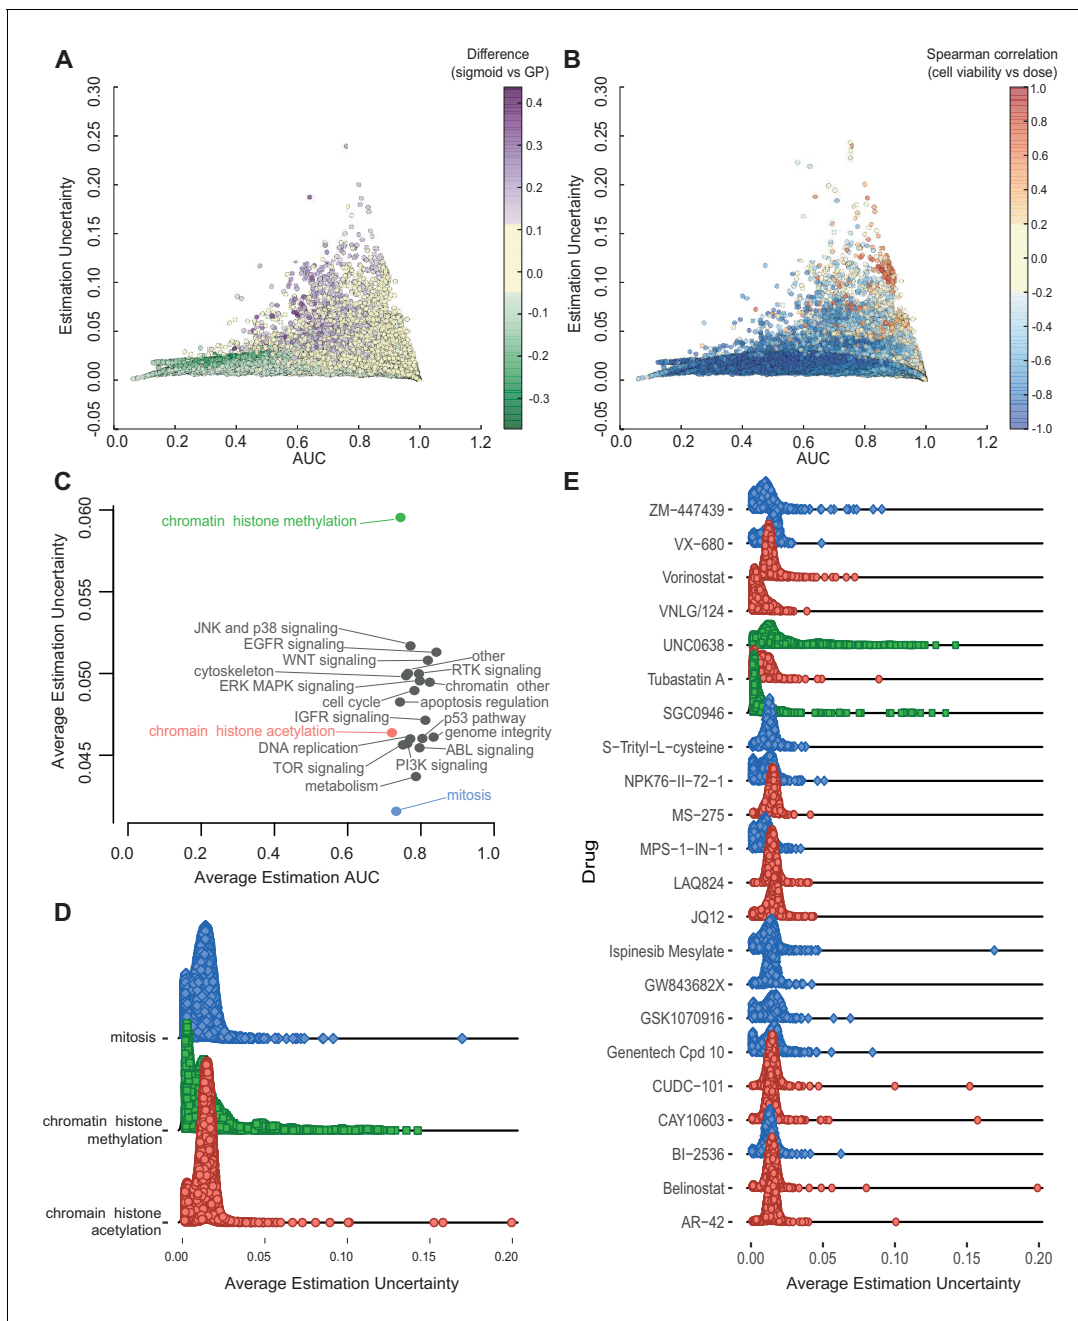 A
Difference
(sigmoid vs GP)
Estimation Uncertainty
0.30
0.25
0.20
0.15
0.10
0.05
0.00
-0.05
0.0 0.2 0.4 0.6 0.8 1.0 1.2
AUC
0.4
0.3
0.2
0.1
0.0
-0.1
-0.2
-0.3
B
Spearman correlation
(cell viability vs dose)
Estimation Uncertainty
0.30
0.25
0.20
0.15
0.10
0.05
0.00
-0.05
0.0 0.2 0.4 0.6 0.8 1.0 1.2
AUC
1.0
0.8
0.6
0.4
0.2
0.0
-0.2
-0.4
-0.6
-0.8
-1.0
C
Average Estimation Uncertainty
0.060
0.055
0.050
0.045
chromatin histone methylation
JNK and p38 signaling
EGFR signaling
WNT signaling
other
cytoskeleton
RTK signaling
ERK MAPK signaling
chromatin other
cell cycle
apoptosis regulation
IGFR signaling
p53 pathway
chromain histone acetylation
genome integrity
DNA replication
ABL signaling
TOR signaling
PI3K signaling
metabolism
mitosis
0.0 0.2 0.4 0.6 0.8 1.0
Average Estimation AUC
D
mitosis
chromatin histone
methylation
chromain histone
acetylation
0.00 0.05 0.10 0.15 0.20
Average Estimation Uncertainty
E
Drug
ZM−447439
VX−680
Vorinostat
VNLG/124
UNC0638
Tubastatin A
SGC0946
S−Trityl−L−cysteine
NPK76−II−72−1
MS−275
MPS−1−IN−1
LAQ824
JQ12
Ispinesib Mesylate
GW843682X
GSK1070916
Genentech Cpd 10
CUDC−101
CAY10603
BI−2536
Belinostat
AR−42
0.00 0.05 0.10 0.15 0.20
Average Estimation Uncertainty